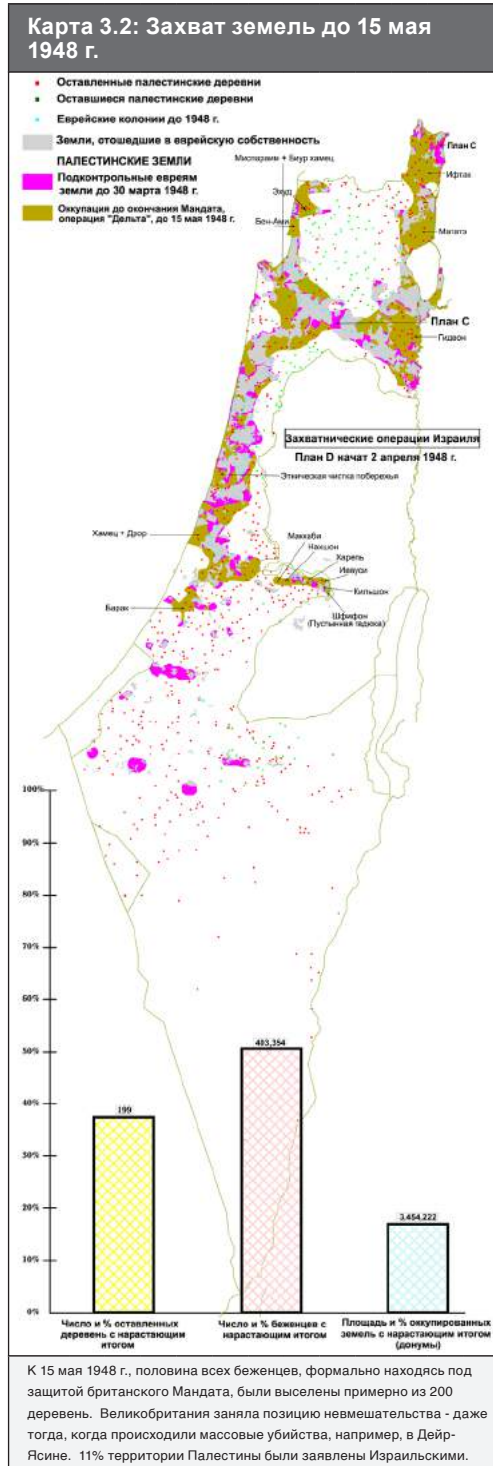 Карта 3.2: Захват земель до 15 мая
1948 г.
Оставленные палестинские деревни
Оставшиеся палестинские деревни
Еврейские колонии до 1948 г.
Земли, отошедшие в еврейскую собственность
ПАЛЕСТИНСКИЕ ЗЕМЛИ
Подконтрольные евреям
земли до 30 марта 1948 г.
Оккупация до окончания Мандата,
операция "Дельта", до 15 мая 1948 г.
Миспараим + Биур хамец
Эхуд
Бен-Ами
План С
Ифтах
Матата
План С
Гидеон
Захватнические операции Израиля
План D начат 2 апреля 1948 г.
Этническая чистка побережья
Хамец + Дрор
Маккаби
Нахшон
Харель
Иевуси
Кильшон
Шфифон
(Пустынная гадюка)
Барак
100%
90%
80%
70%
60%
50%
40%
30%
20%
10%
0%
199
403,354
3.454,222
Число и % оставленных
деревень с нарастающим
итогом
Число и % беженцев с
нарастающим итогом
Площадь и % оккупированных
земель с нарастающим итогом
(донумы)
К 15 мая 1948 г., половина всех беженцев, формально находясь под
защитой британского Мандата, были выселены примерно из 200
деревень. Великобритания заняла позицию невмешательства - даже
тогда, когда происходили массовые убийства, например, в Дейр-
Ясине. 11% территории Палестины были заявлены Израильскими.